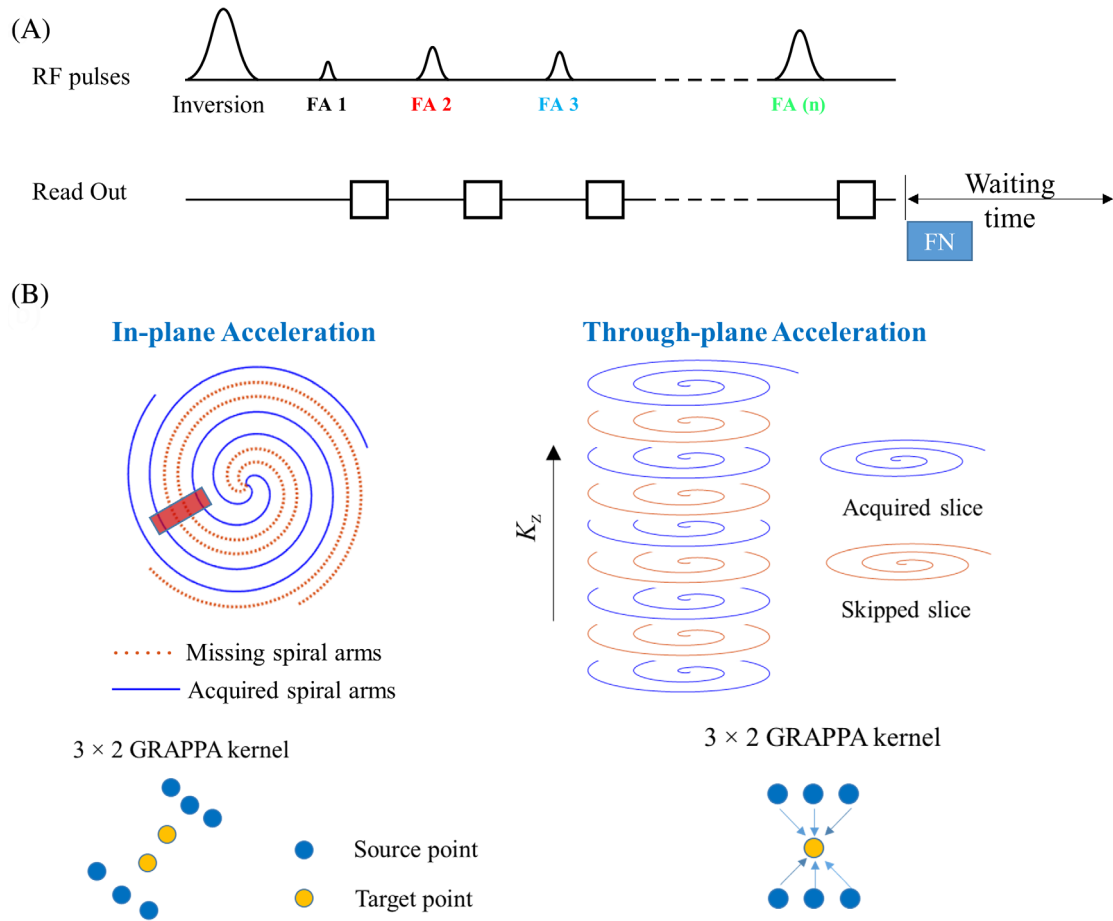 (A)
RF pulses
Inversion
FA 1
FA 2
FA 3
FA (n)
Read Out
Waiting
time
FN
(B)
In-plane Acceleration
Through-plane Acceleration
Kz
Acquired slice
Skipped slice
Missing spiral arms
Acquired spiral arms
3 × 2 GRAPPA kernel
3 × 2 GRAPPA kernel
Source point
Target point